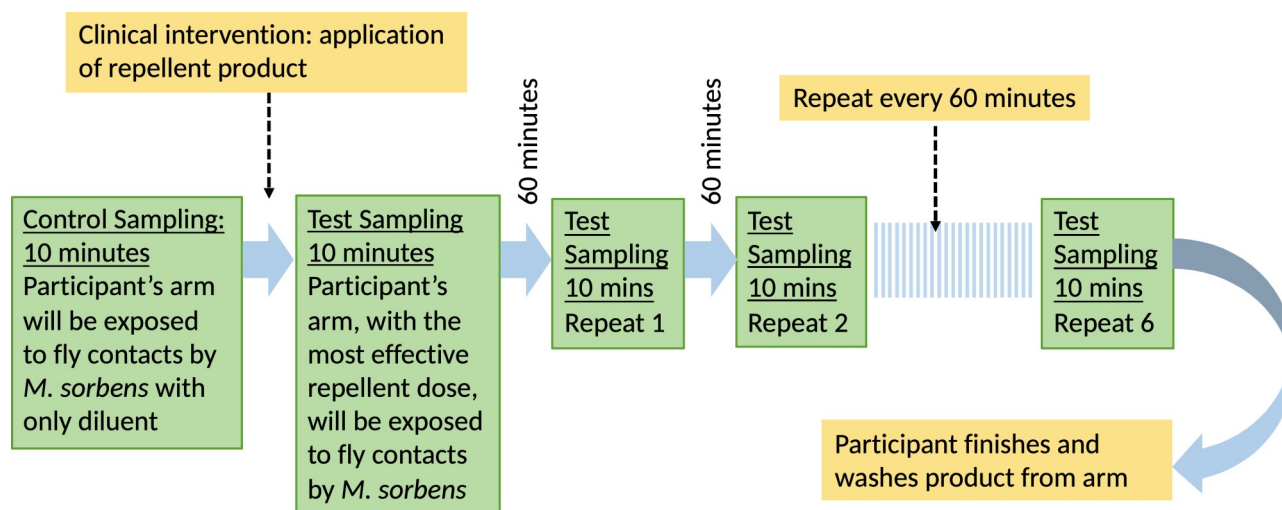 Clinical intervention: application
of repellent product
60 minutes
60 minutes
Repeat every 60 minutes
Control Sampling:
10 minutes
Participant’s arm
will be exposed
to fly contacts by
M. sorbens with
only diluent
Test Sampling
10 minutes
Participant’s
arm, with the
most effective
repellent dose,
will be exposed
to fly contacts
by M. sorbens
Test
Sampling
10 mins
Repeat 1
Test
Sampling
10 mins
Repeat 2
Test
Sampling
10 mins
Repeat 6
Participant finishes and
washes product from arm